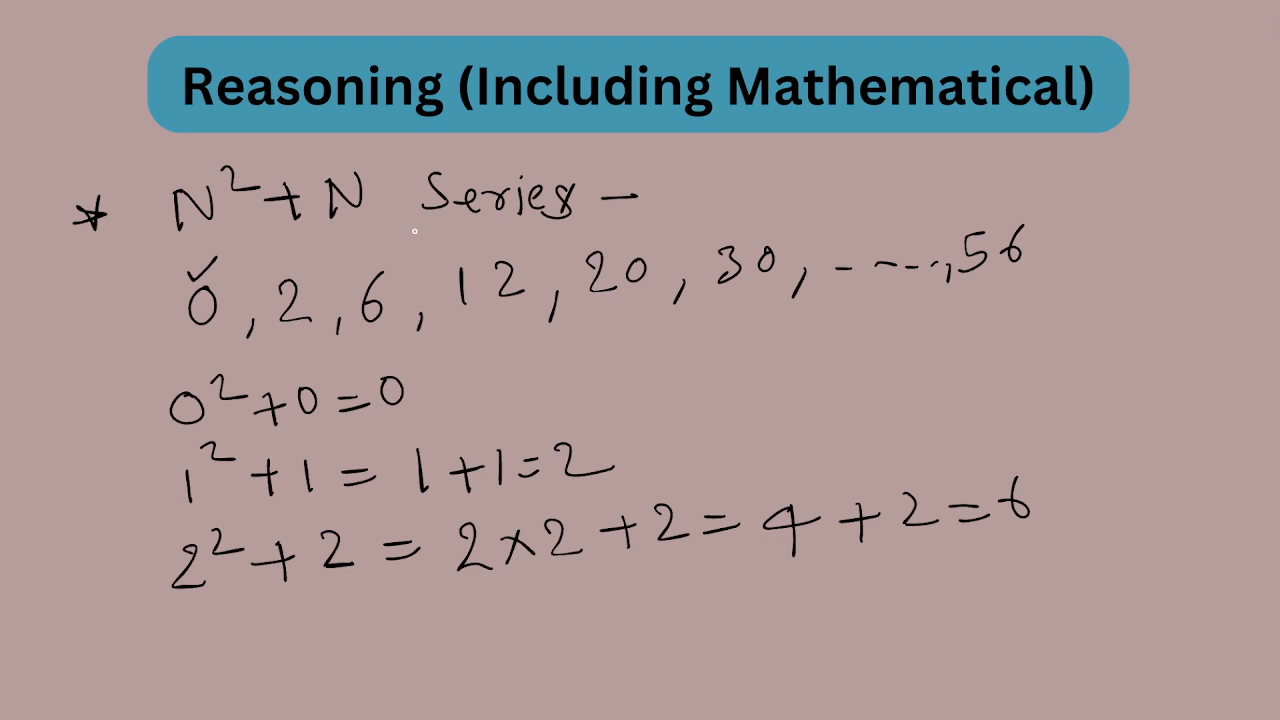 Reasoning (Including Mathematical)
* N²+N Series –
0, 2, 6, 12, 20, 30, -----, 56
0²+0=0
1²+1=1+1=2
2²+2=2×2+2=4+2=6